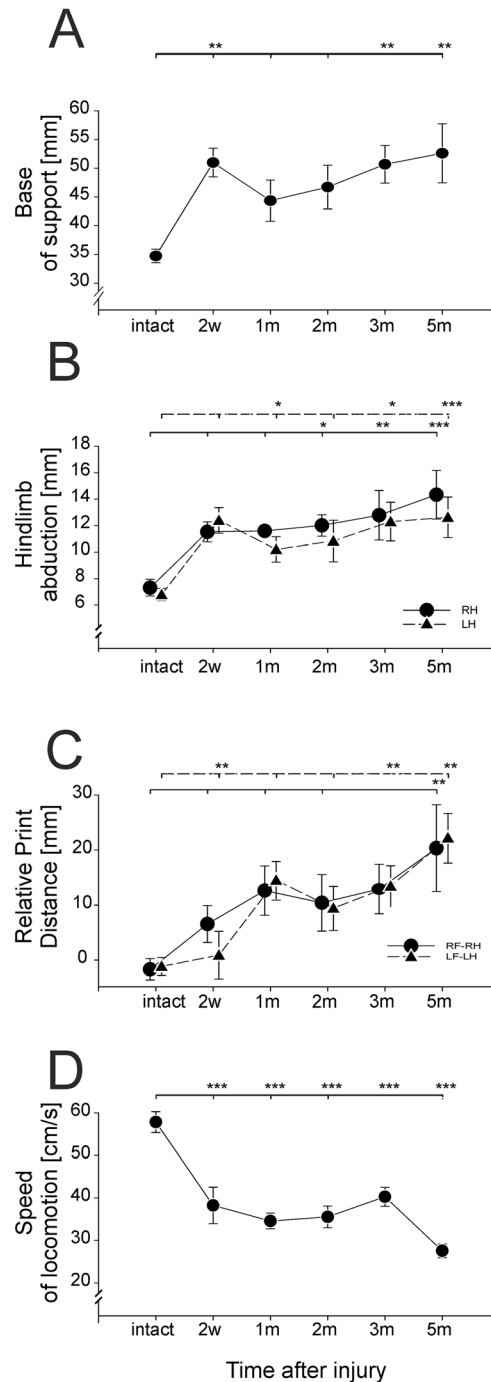 A
** ** **
60
55
50
45
40
35
30
Base
of support [mm]
intact 2w 1m 2m 3m 5m
B
* * ***
* ** ***
18
16
14
12
10
8
6
Hindlimb
abduction [mm]
RH
LH
intact 2w 1m 2m 3m 5m
C
** ** **
**
30
20
10
0
Relative Print
Distance [mm]
RF-RH
LF-LH
intact 2w 1m 2m 3m 5m
D
*** *** *** *** ***
60
50
40
30
20
Speed
of locomotion [cm/s]
intact 2w 1m 2m 3m 5m
Time after injury